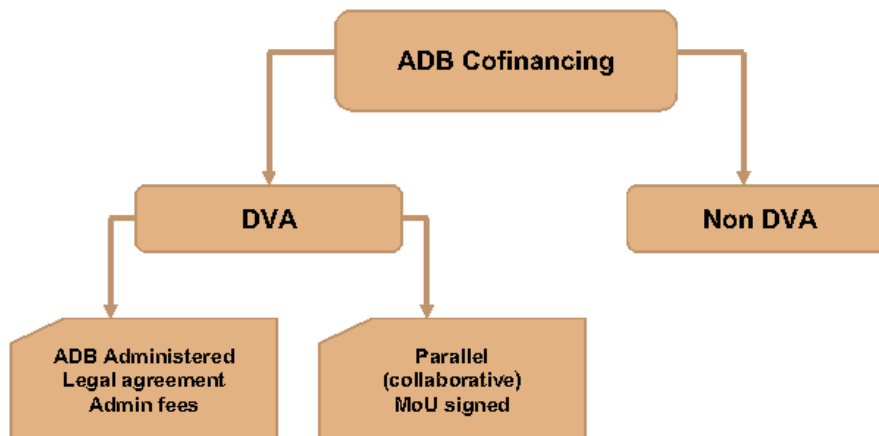 ADB Cofinancing
DVA
Non DVA
ADB Administered
Legal agreement
Admin fees
Parallel
(collaborative)
MoU signed